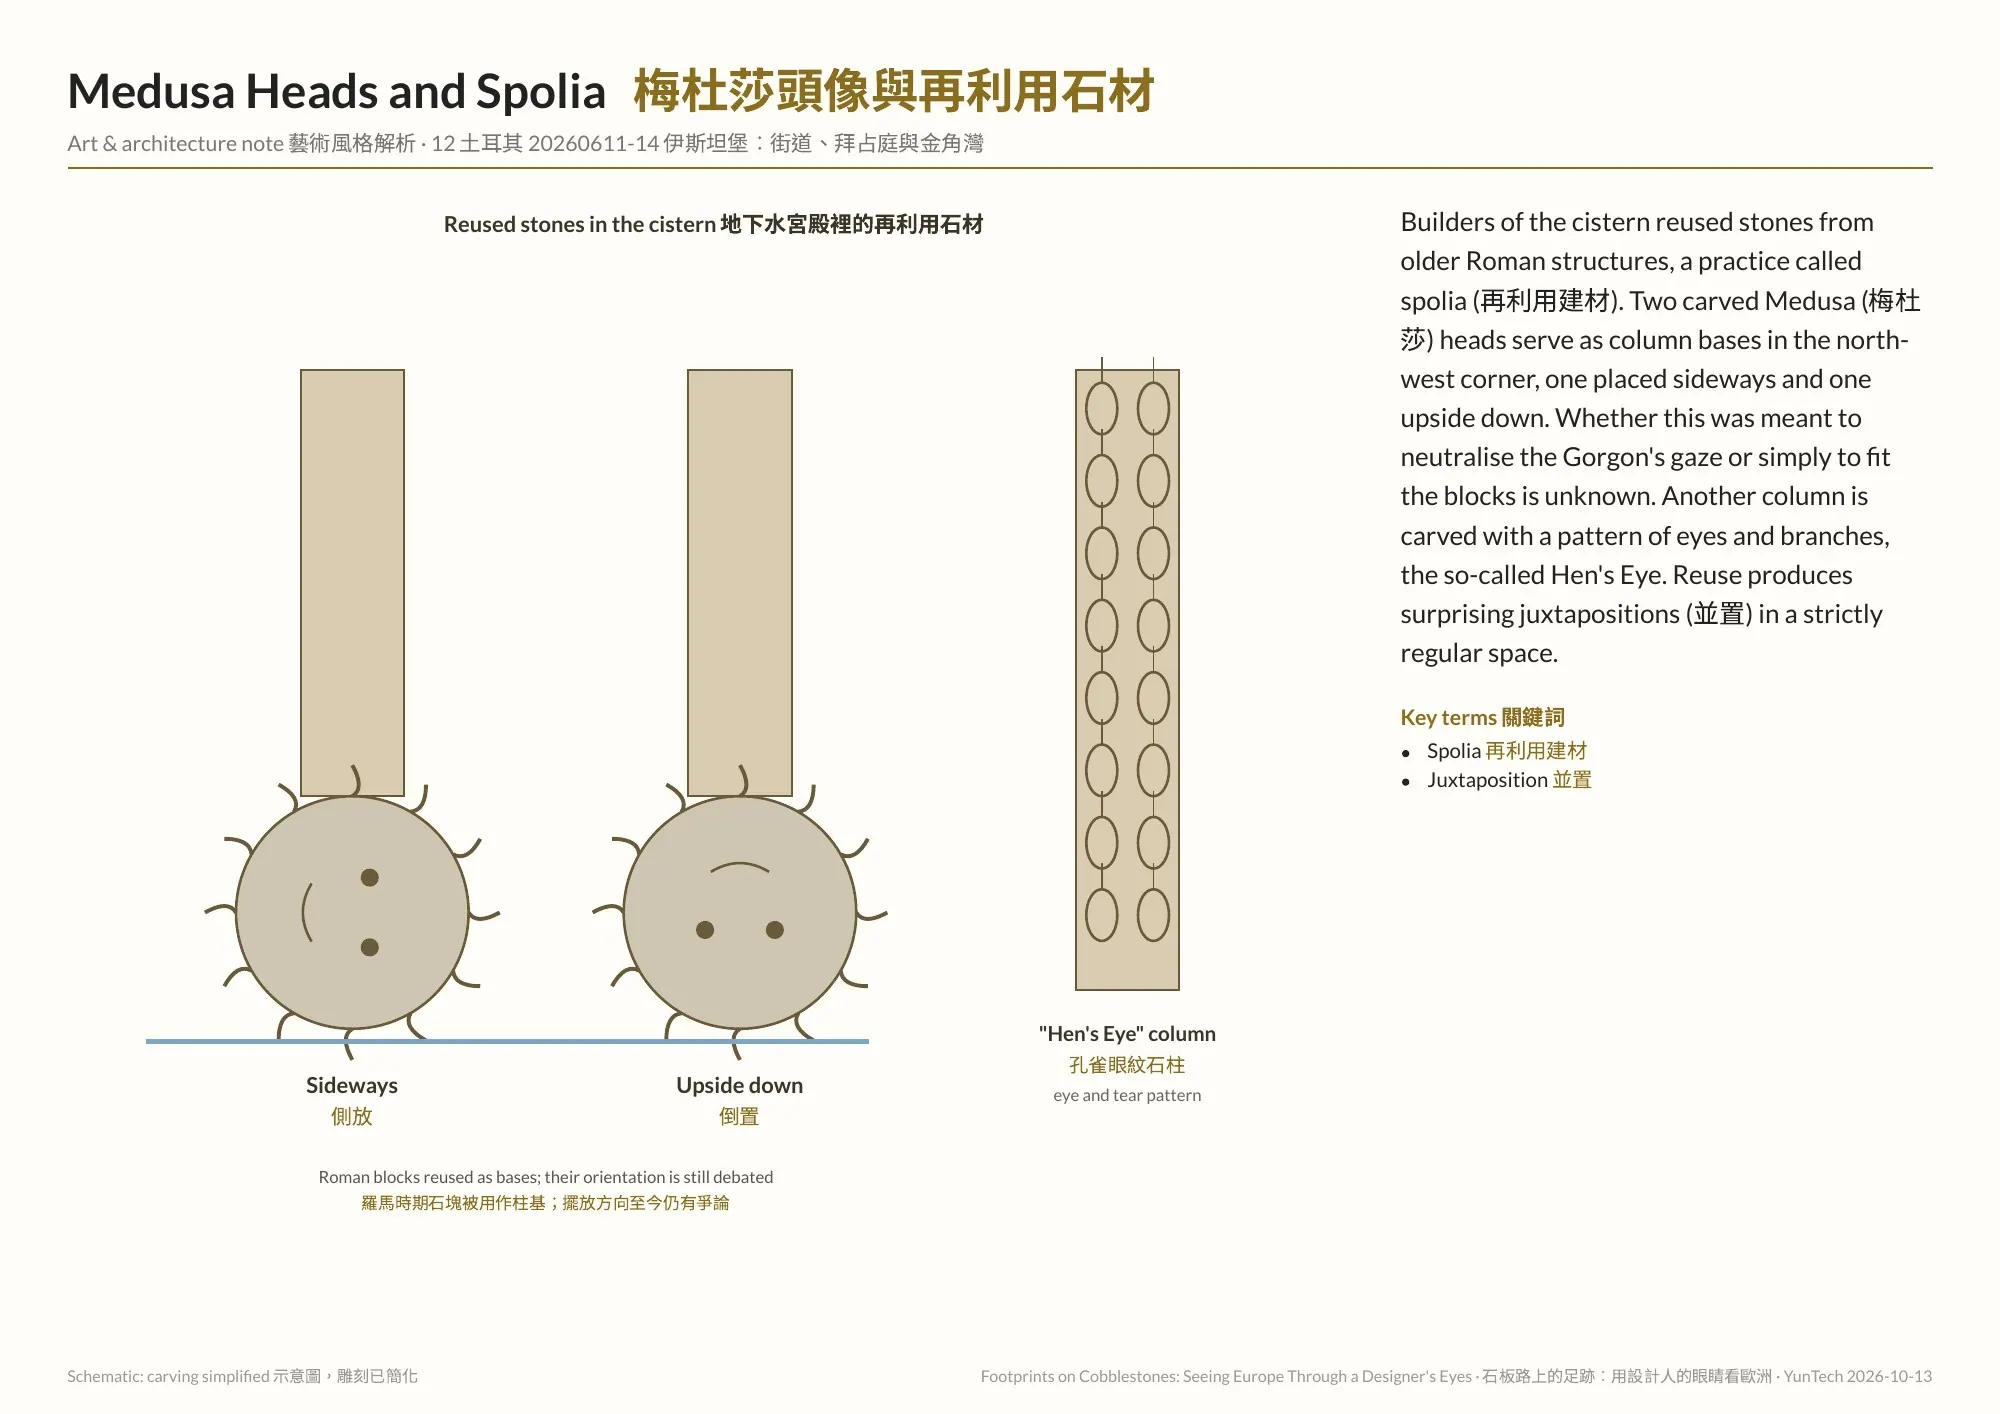 Medusa Heads and Spolia 梅杜莎頭像與再利用石材
Art & architecture note 藝術風格解析 · 12 土耳其 20260611-14 伊斯坦堡：街道、拜占庭與金角灣
Reused stones in the cistern 地下水宮殿裡的再利用石材
Builders of the cistern reused stones from
older Roman structures, a practice called
spolia (再利用建材). Two carved Medusa (梅杜
莎) heads serve as column bases in the north-
west corner, one placed sideways and one
upside down. Whether this was meant to
neutralise the Gorgon's gaze or simply to fit
the blocks is unknown. Another column is
carved with a pattern of eyes and branches,
the so-called Hen's Eye. Reuse produces
surprising juxtapositions (並置) in a strictly
regular space.
Key terms 關鍵詞
• Spolia 再利用建材
• Juxtaposition 並置
Sideways
側放
Upside down
倒置
"Hen's Eye" column
孔雀眼紋石柱
eye and tear pattern
Roman blocks reused as bases; their orientation is still debated
羅馬時期石塊被用作柱基；擺放方向至今仍有爭論
Schematic: carving simplified 示意圖，雕刻已簡化
Footprints on Cobblestones: Seeing Europe Through a Designer's Eyes · 石板路上的足跡：用設計人的眼睛看歐洲 · YunTech 2026-10-13